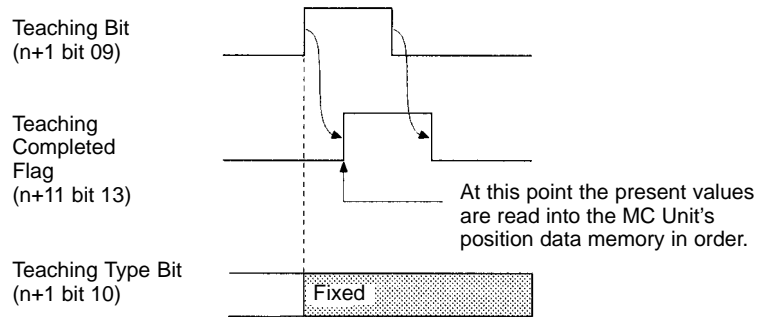 Teaching Bit
(n+1 bit 09)
Teaching
Completed
Flag
(n+11 bit 13)
At this point the present values
are read into the MC Unit's
position data memory in order.
Teaching Type Bit
(n+1 bit 10)
Fixed